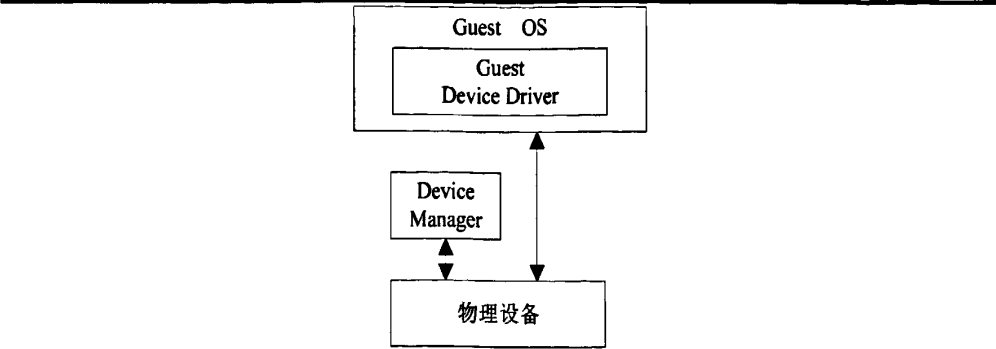 Guest OS
Guest
Device Driver
Device
Manager
物理设备